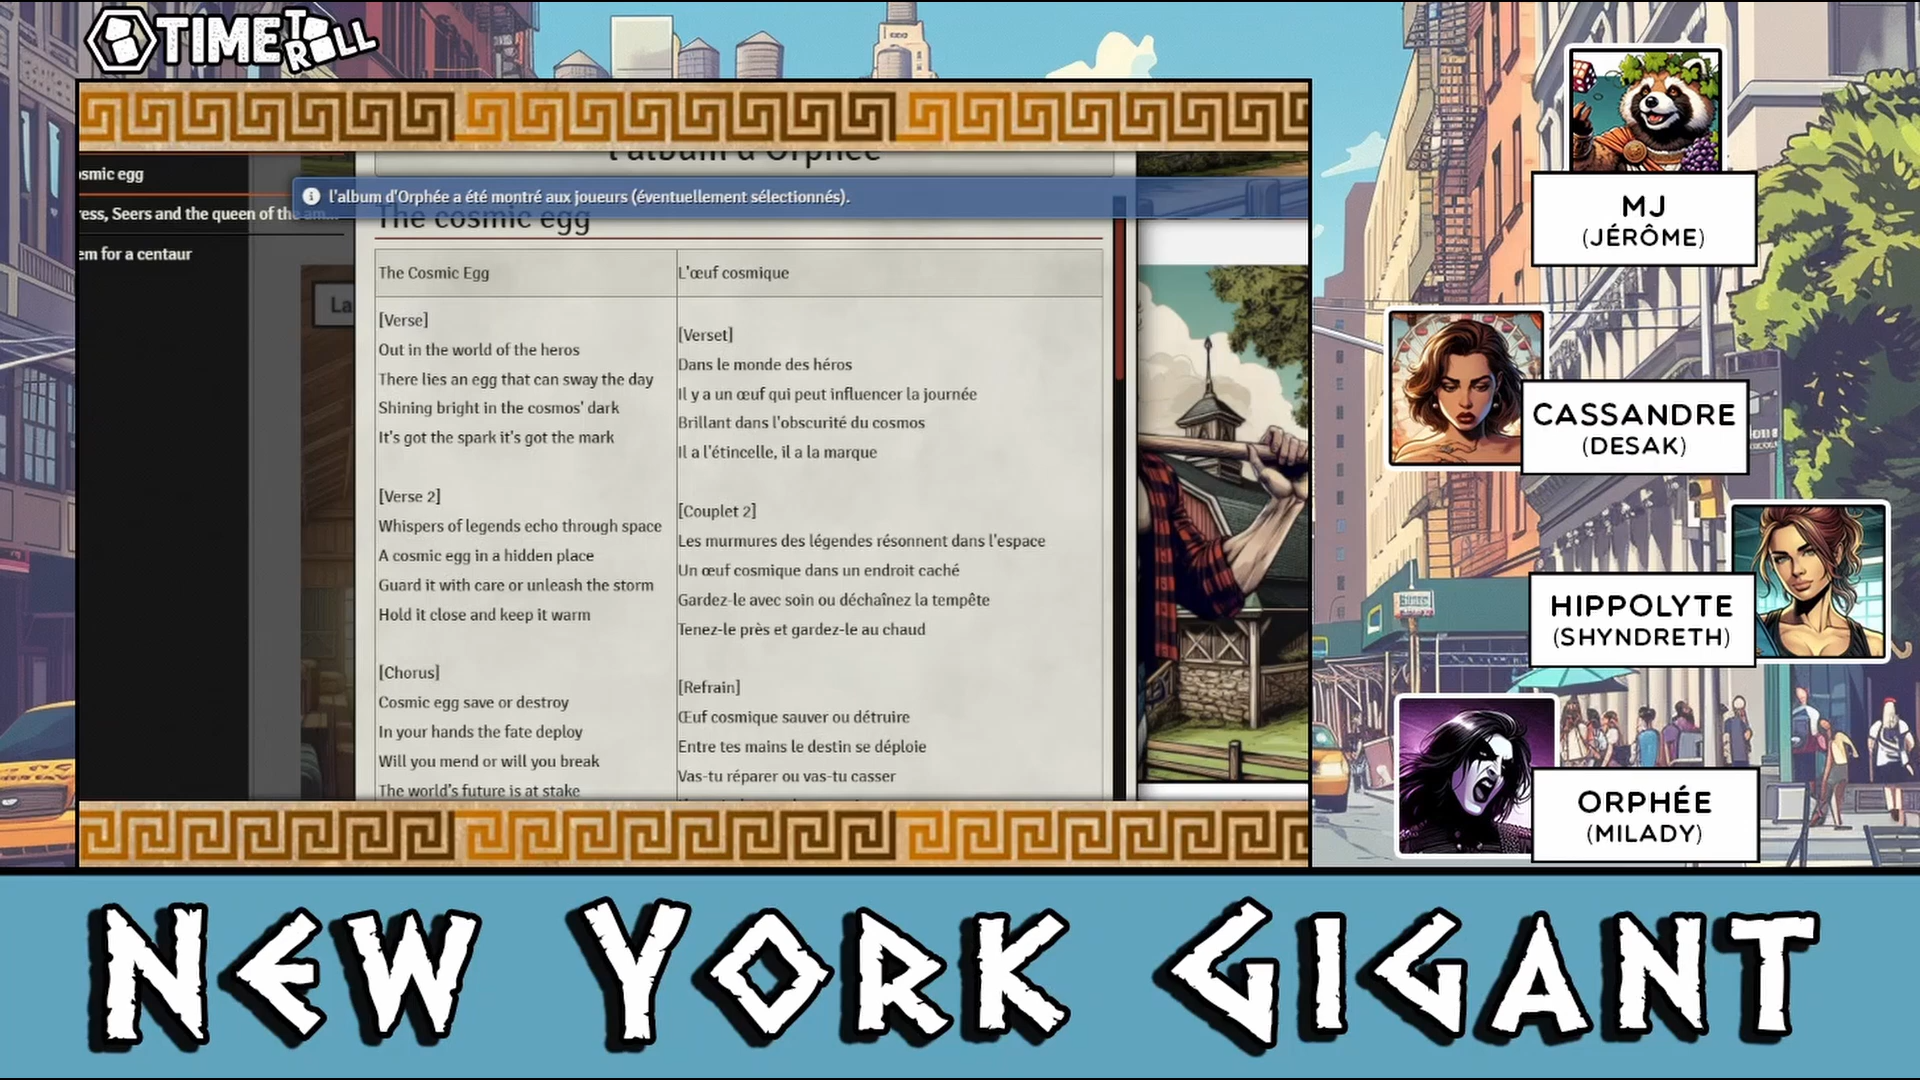 TIME TO ROLL
l'album d'Orphée
osmic egg
l'album d'Orphée a été montré aux joueurs (éventuellement sélectionnés).
ress, Seers and the queen of the am...
The cosmic egg
em for a centaur
La
The Cosmic Egg
[Verse]
Out in the world of the heros
There lies an egg that can sway the day
Shining bright in the cosmos' dark
It's got the spark it's got the mark
[Verse 2]
Whispers of legends echo through space
A cosmic egg in a hidden place
Guard it with care or unleash the storm
Hold it close and keep it warm
[Chorus]
Cosmic egg save or destroy
In your hands the fate deploy
Will you mend or will you break
The world's future is at stake
L'œuf cosmique
[Verset]
Dans le monde des héros
Il y a un œuf qui peut influencer la journée
Brillant dans l'obscurité du cosmos
Il a l'étincelle, il a la marque
[Couplet 2]
Les murmures des légendes résonnent dans l'espace
Un œuf cosmique dans un endroit caché
Gardez-le avec soin ou déchaînez la tempête
Tenez-le près et gardez-le au chaud
[Refrain]
Œuf cosmique sauver ou détruire
Entre tes mains le destin se déploie
Vas-tu réparer ou vas-tu casser
MJ
(JÉRÔME)
CASSANDRE
(DESAK)
HIPPOLYTE
(SHYNDRETH)
ORPHÉE
(MILADY)
NEW YORK GIGANT